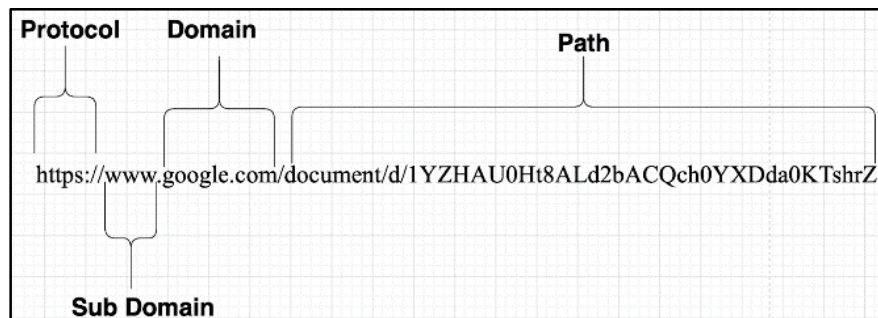 Protocol Domain
Path
https://www.google.com/document/d/1YZHAU0Ht8ALd2bACQch0YXDda0KTshrZ
Sub Domain